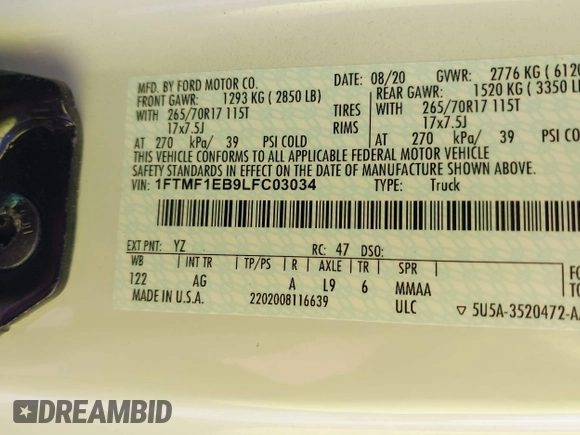 MFD. BY FORD MOTOR CO. DATE: 08/20 GVWR: 2776 KG ( 6120
FRONT GAWR: 1293 KG ( 2850 LB) REAR GAWR: 1520 KG ( 3350 LB
WITH 265/70R17 115T TIRES WITH 265/70R17 115T
17x7.5J RIMS 17x7.5J
AT 270 kPa/ 39 PSI COLD AT 270 kPa/ 39 PSI COLD
THIS VEHICLE CONFORMS TO ALL APPLICABLE FEDERAL MOTOR VEHICLE
SAFETY STANDARDS IN EFFECT ON THE DATE OF MANUFACTURE SHOWN ABOVE.
VIN: 1FTMF1EB9LFC03034 TYPE: Truck
EXT PNT: YZ RC: 47 DSO:
WB INT TR TP/PS R AXLE TR SPR
122 AG A L9 6 MMAA
MADE IN U.S.A. 2202008116639 ULC ▽ 5U5A-3520472-A
DREAMBID